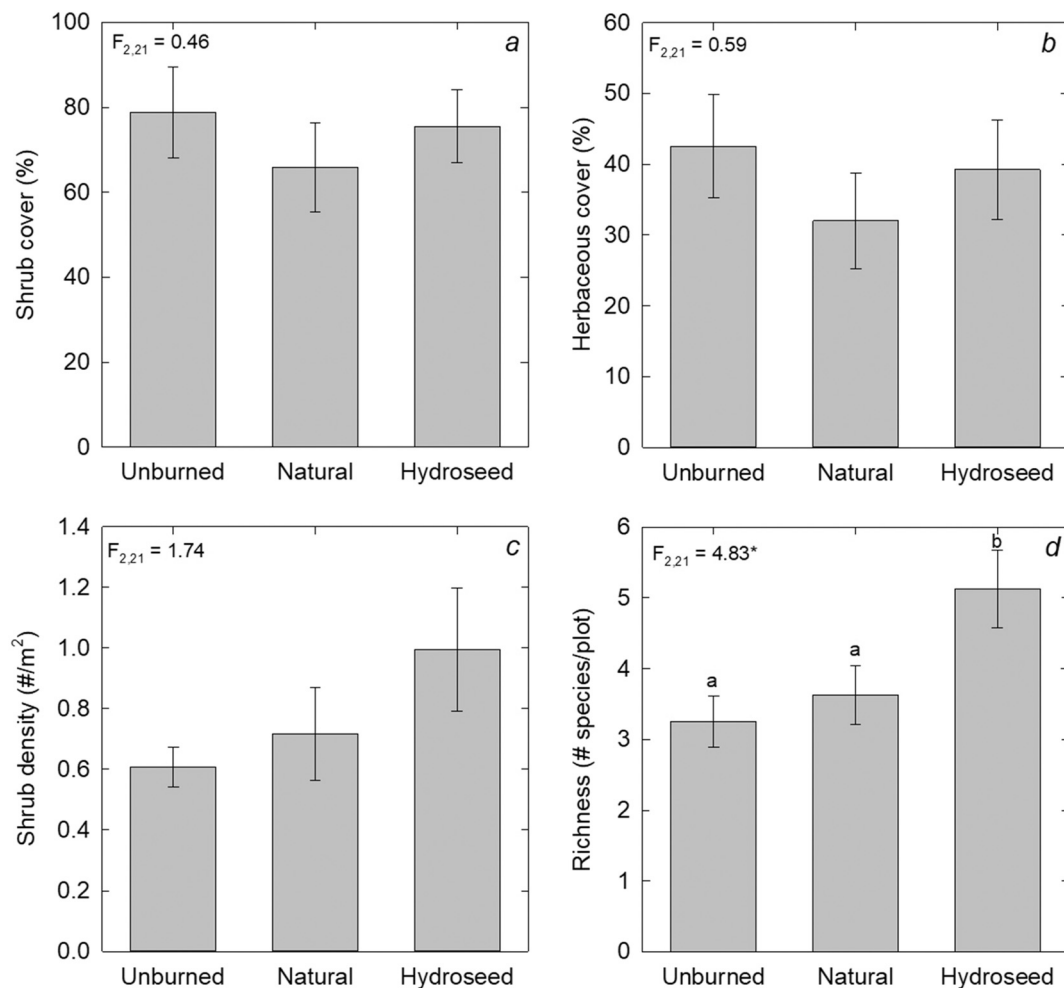 a
F2,21 = 0.46
Shrub cover (%)
100
80
60
40
20
0
Unburned Natural Hydroseed
b
F2,21 = 0.59
Herbaceous cover (%)
60
50
40
30
20
10
0
Unburned Natural Hydroseed
c
F2,21 = 1.74
Shrub density (#/m2)
1.4
1.2
1.0
0.8
0.6
0.4
0.2
0.0
Unburned Natural Hydroseed
d
F2,21 = 4.83*
Richness (# species/plot)
6
5
4
3
2
1
0
a
a
b
Unburned Natural Hydroseed